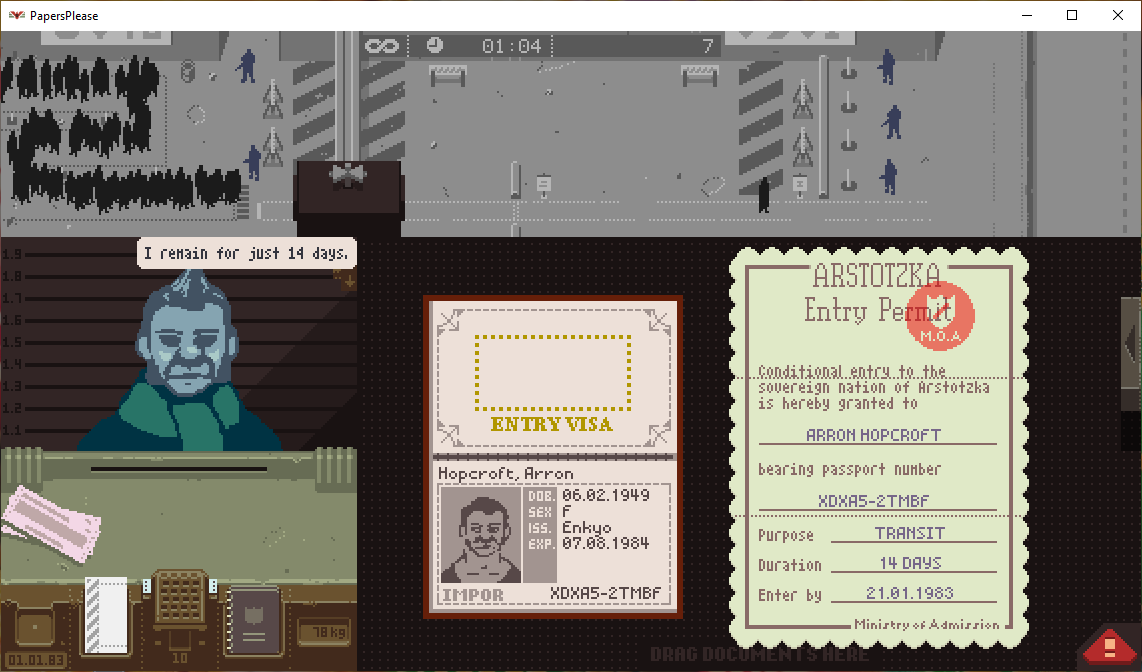 PapersPlease
01:04
7
I remain for just 14 days.
1.9
1.8
1.7
1.6
1.5
1.4
1.3
1.2
1.1
ENTRY VISA
Hopcroft, Arron
DOB. 06.02.1949
SEX F
ISS. Enkyo
EXP. 07.08.1984
IMPOR XDXA5-2TMBF
ARSTOTZKA
Entry Permit
M.O.A
Conditional entry to the
sovereign nation of Arstotzka
is hereby granted to
ARRON HOPCROFT
bearing passport number
XDXA5-2TMBF
Purpose TRANSIT
Duration 14 DAYS
Enter by 21.01.1983
Ministry of Admission
78kg
01.01.83
10
DRAG DOCUMENTS HERE